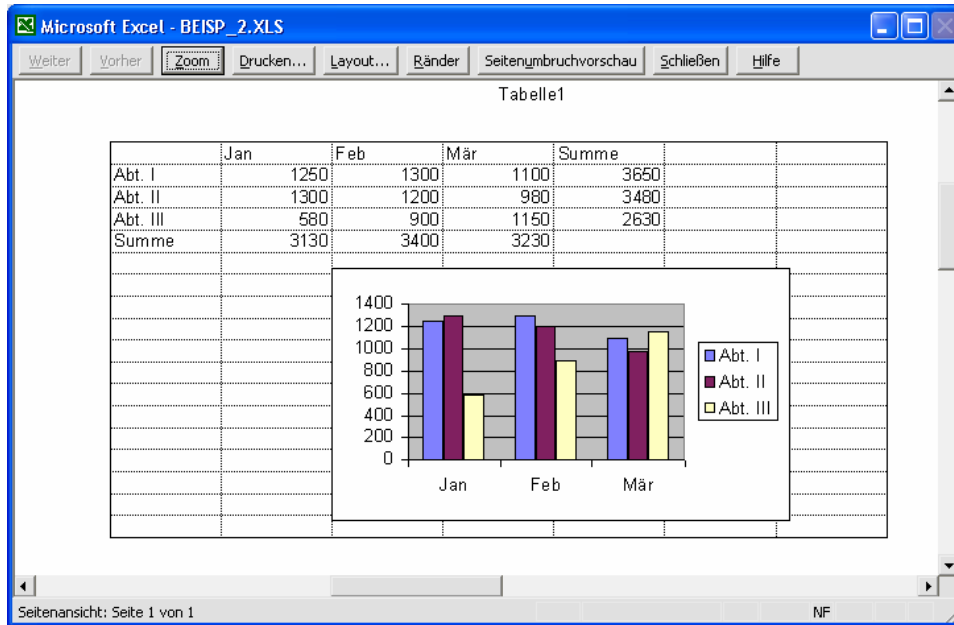 Microsoft Excel - BEISP_2.XLS
Weiter Vorher Zoom Drucken... Layout... Ränder Seitenumbruchvorschau Schließen Hilfe
Tabelle1
Jan Feb Mär Summe
Abt. I 1250 1300 1100 3650
Abt. II 1300 1200 980 3480
Abt. III 580 900 1150 2630
Summe 3130 3400 3230
1400
1200
1000
800
600
400
200
0
Jan Feb Mär
Abt. I
Abt. II
Abt. III
Seitenansicht: Seite 1 von 1 NF